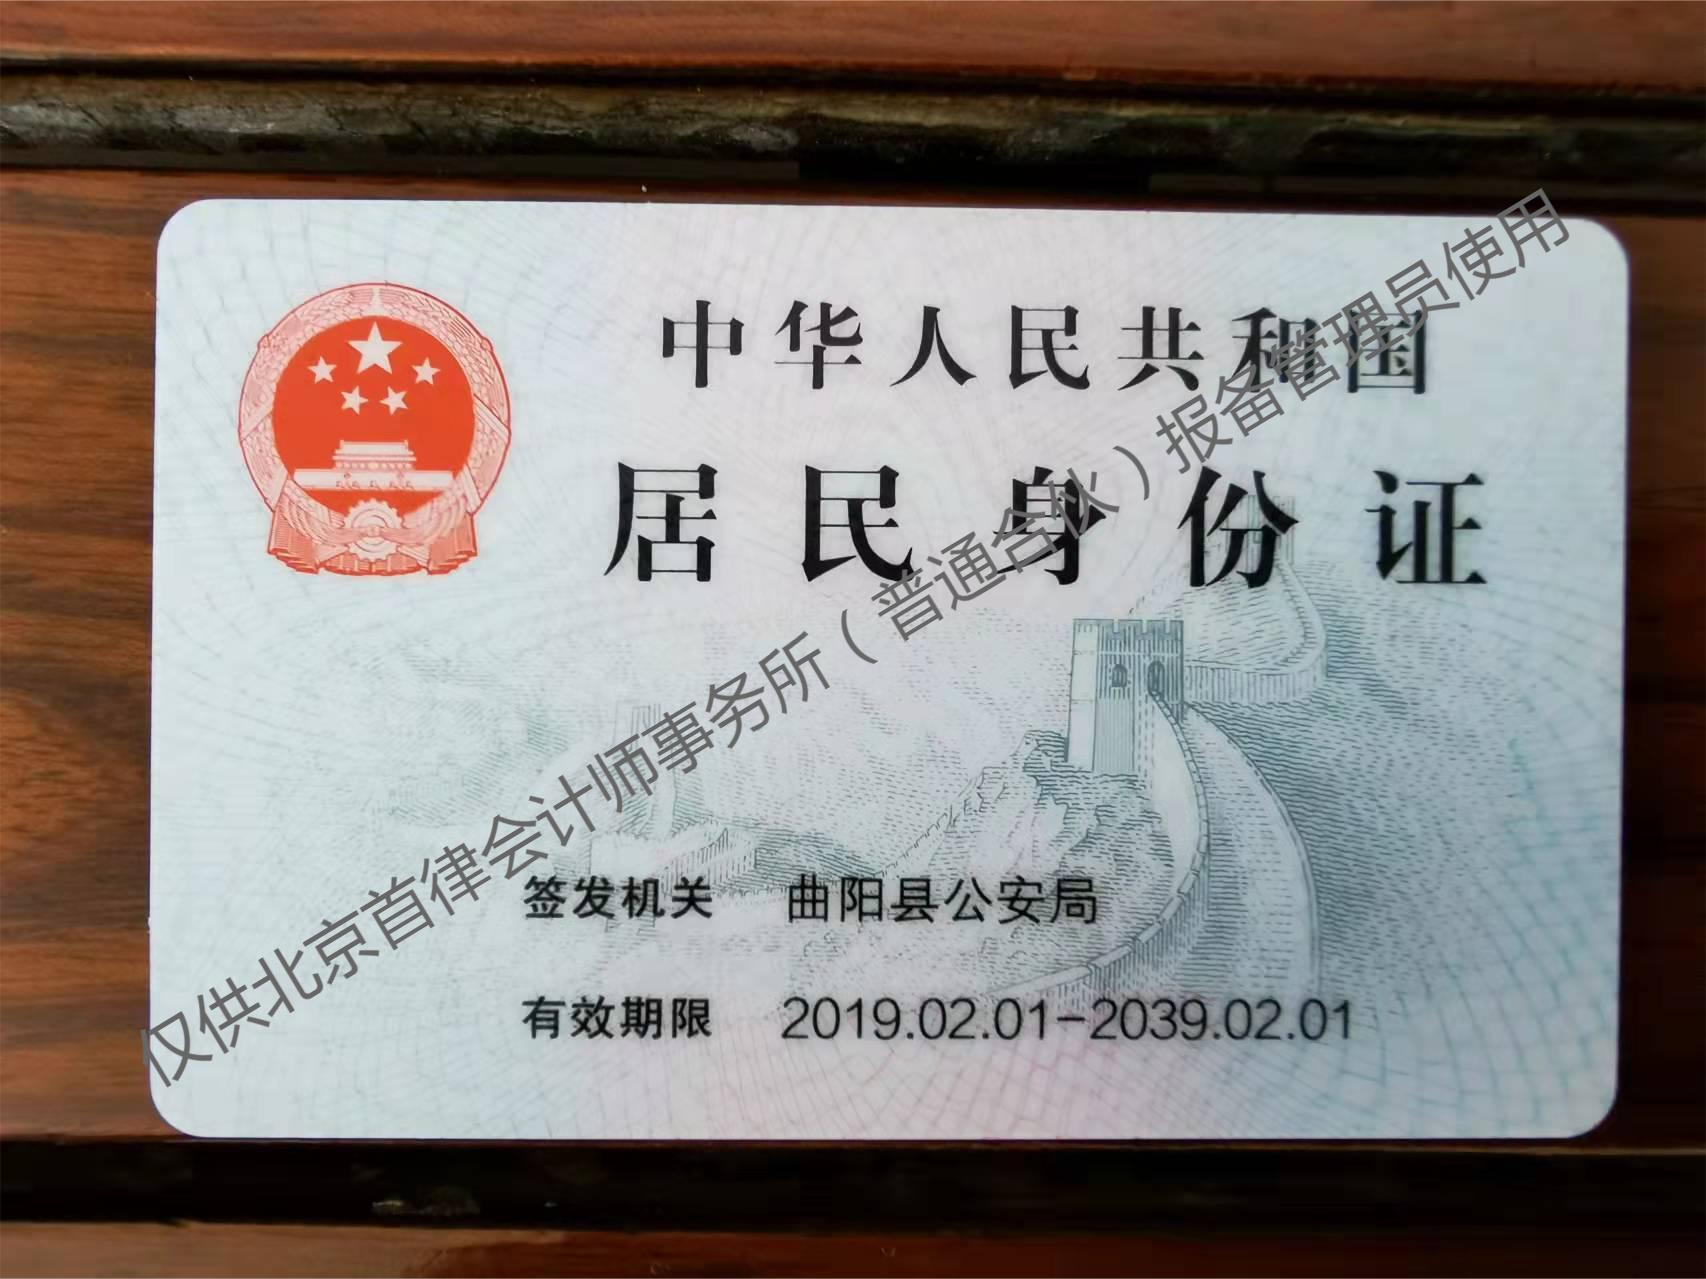 中华人民共和国
居民身份证
签发机关 曲阳县公安局
有效期限 2019.02.01-2039.02.01
仅供北京首律会计师事务所（普通合伙）报备管理员使用